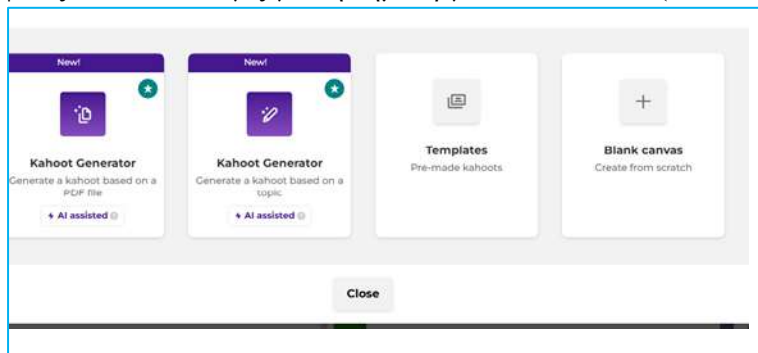 New!
Kahoot Generator
Generate a kahoot based on a
PDF file
AI assisted
New!
Kahoot Generator
Generate a kahoot based on a
topic
AI assisted
Templates
Pre-made kahoots
Blank canvas
Create from scratch
Close